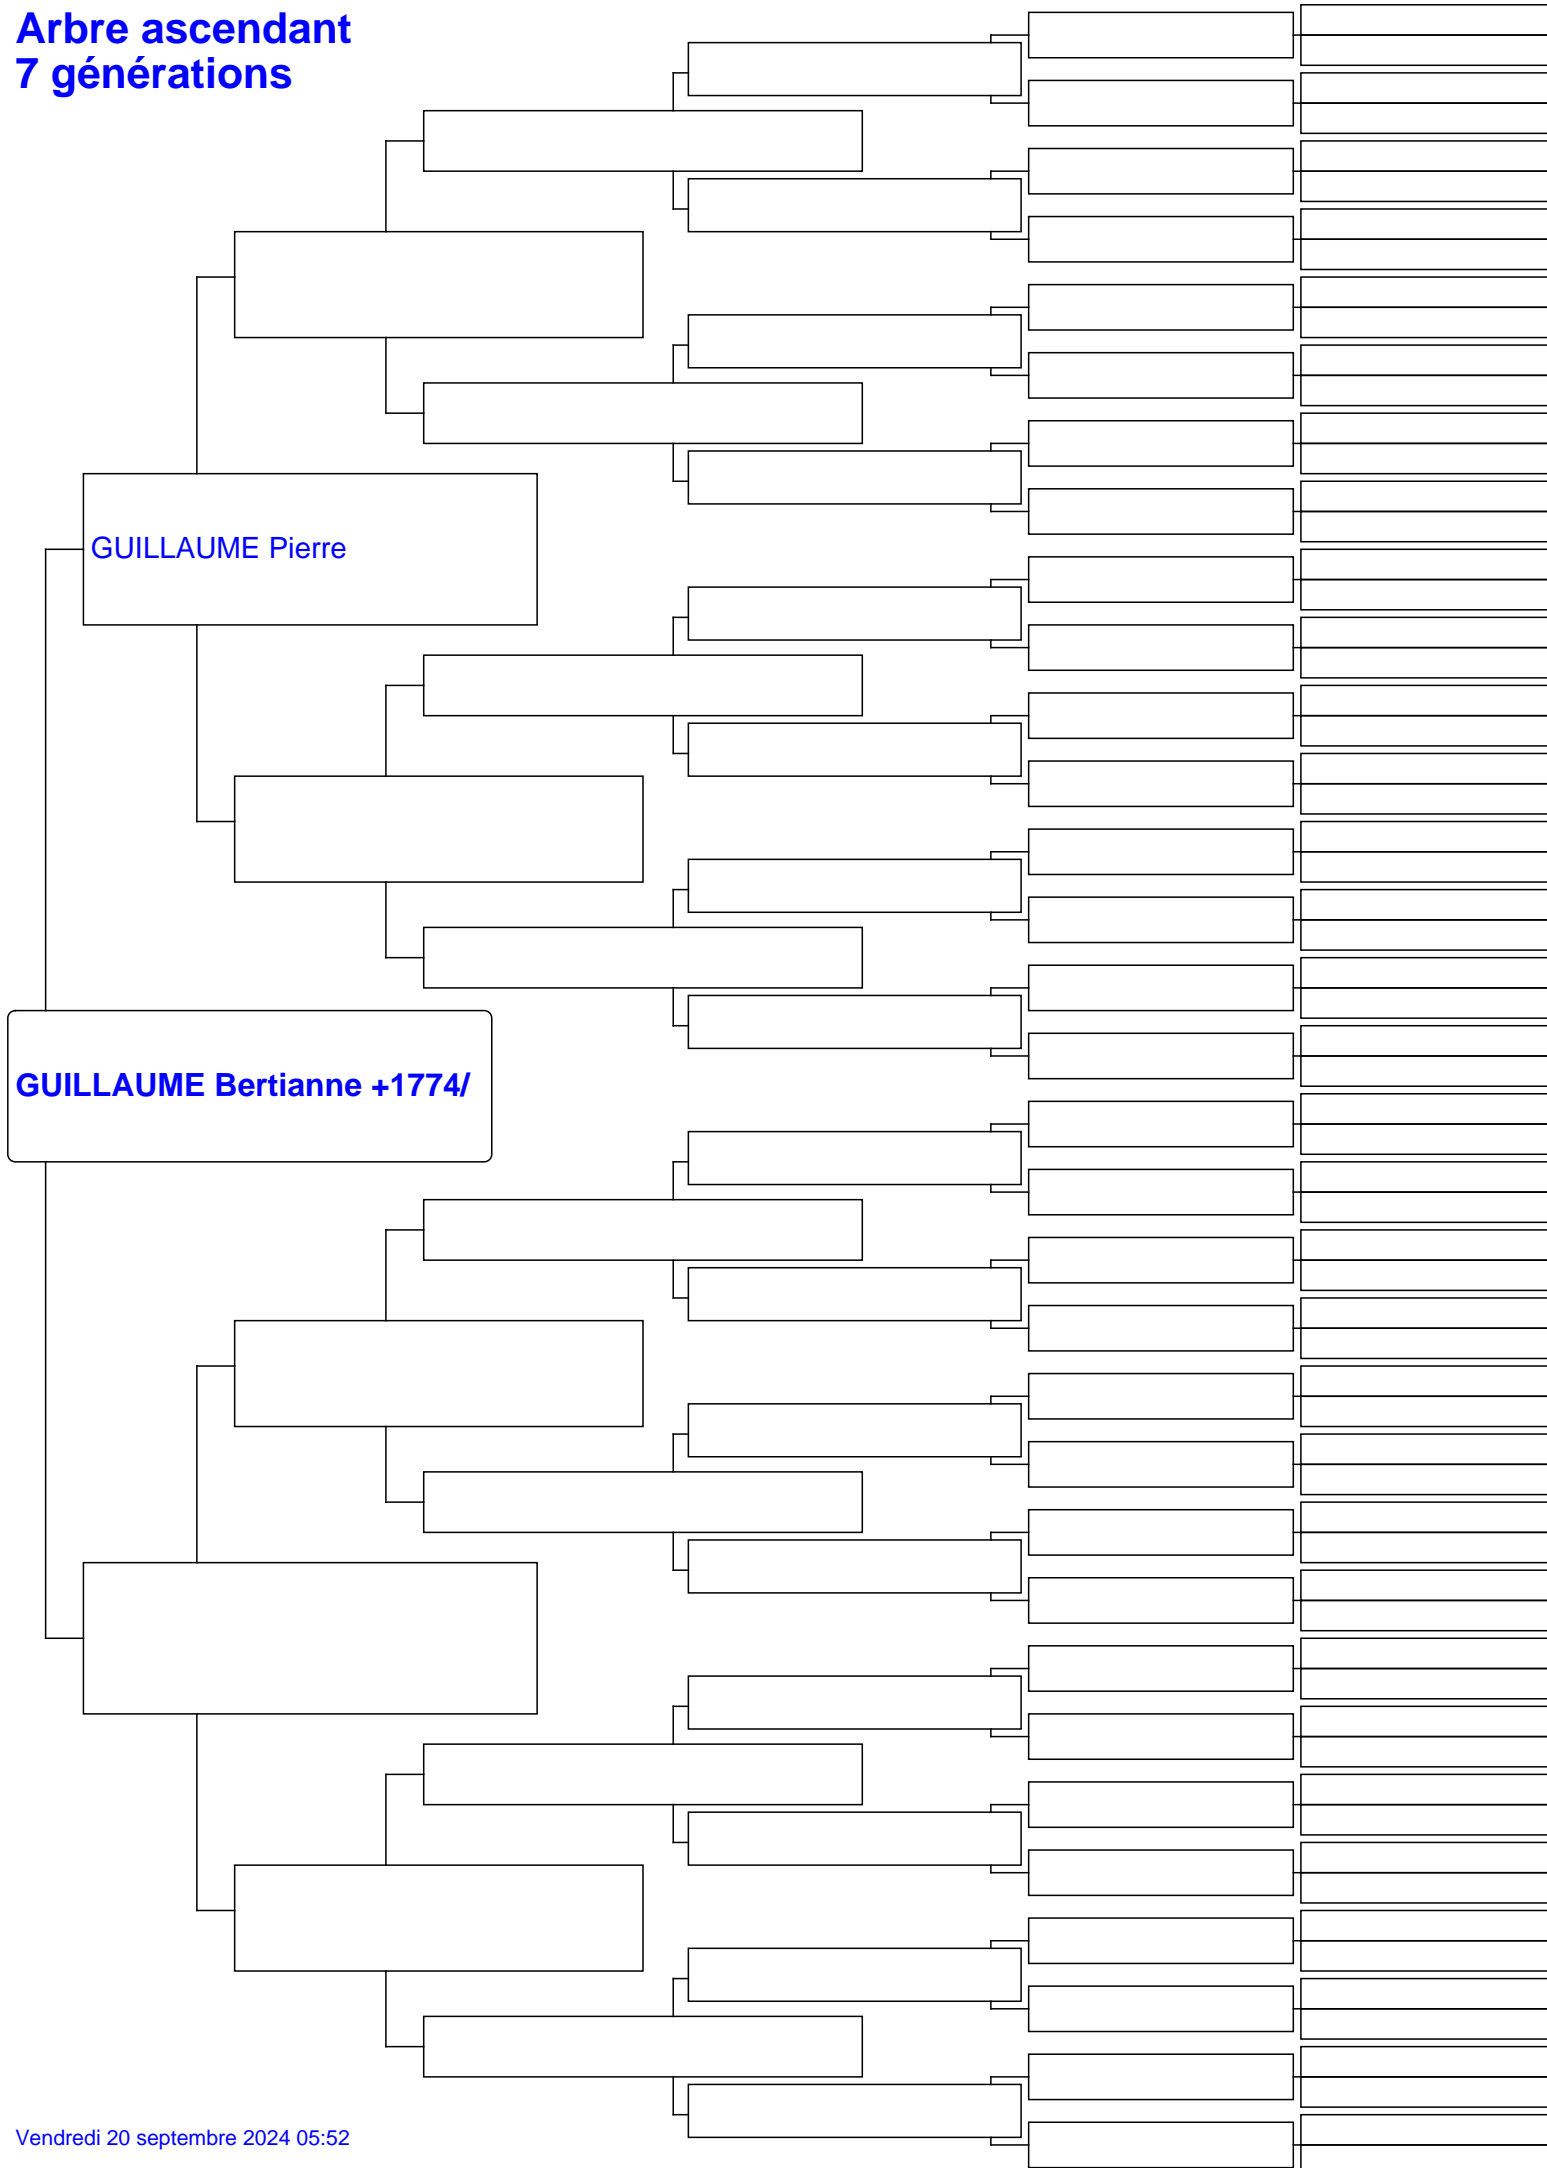 Arbre ascendant
7 générations
GUILLAUME Pierre
GUILLAUME Bertianne +1774/
Vendredi 20 septembre 2024 05:52